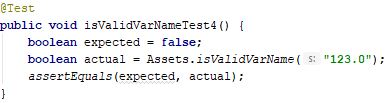 @Test
public void isValidVarNameTest4() {
boolean expected = false;
boolean actual = Assets.isValidVarName( s: "123.0");
assertEquals(expected, actual);
}